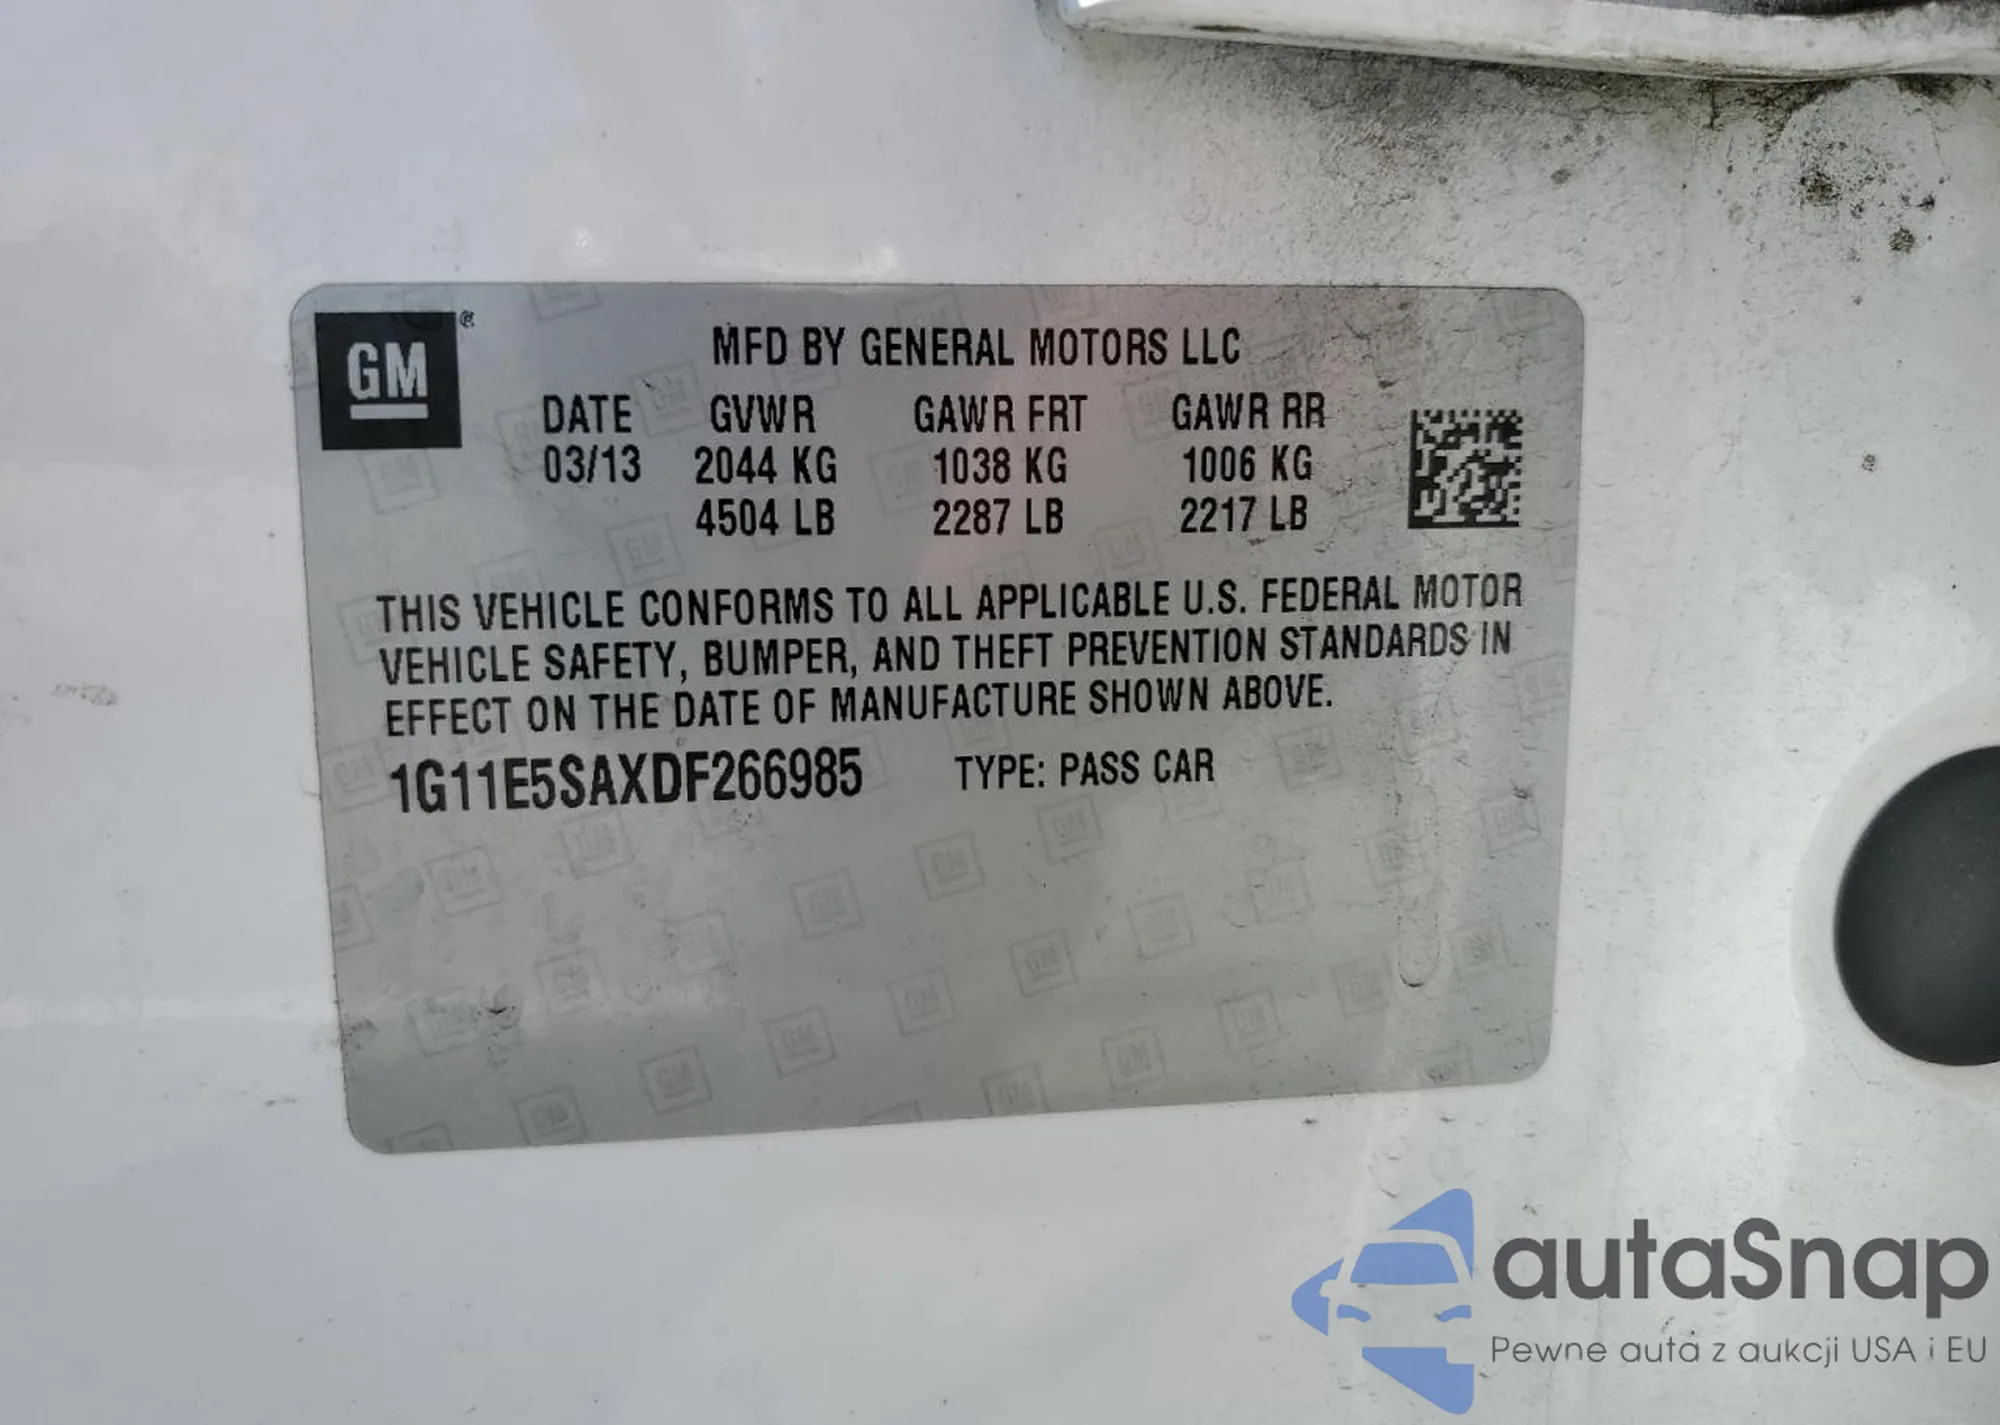 GM ®
MFD BY GENERAL MOTORS LLC
DATE GVWR GAWR FRT GAWR RR
03/13 2044 KG 1038 KG 1006 KG
4504 LB 2287 LB 2217 LB
THIS VEHICLE CONFORMS TO ALL APPLICABLE U.S. FEDERAL MOTOR
VEHICLE SAFETY, BUMPER, AND THEFT PREVENTION STANDARDS IN
EFFECT ON THE DATE OF MANUFACTURE SHOWN ABOVE.
1G11E5SAXDF266985 TYPE: PASS CAR
autaSnap
Pewne auta z aukcji USA i EU